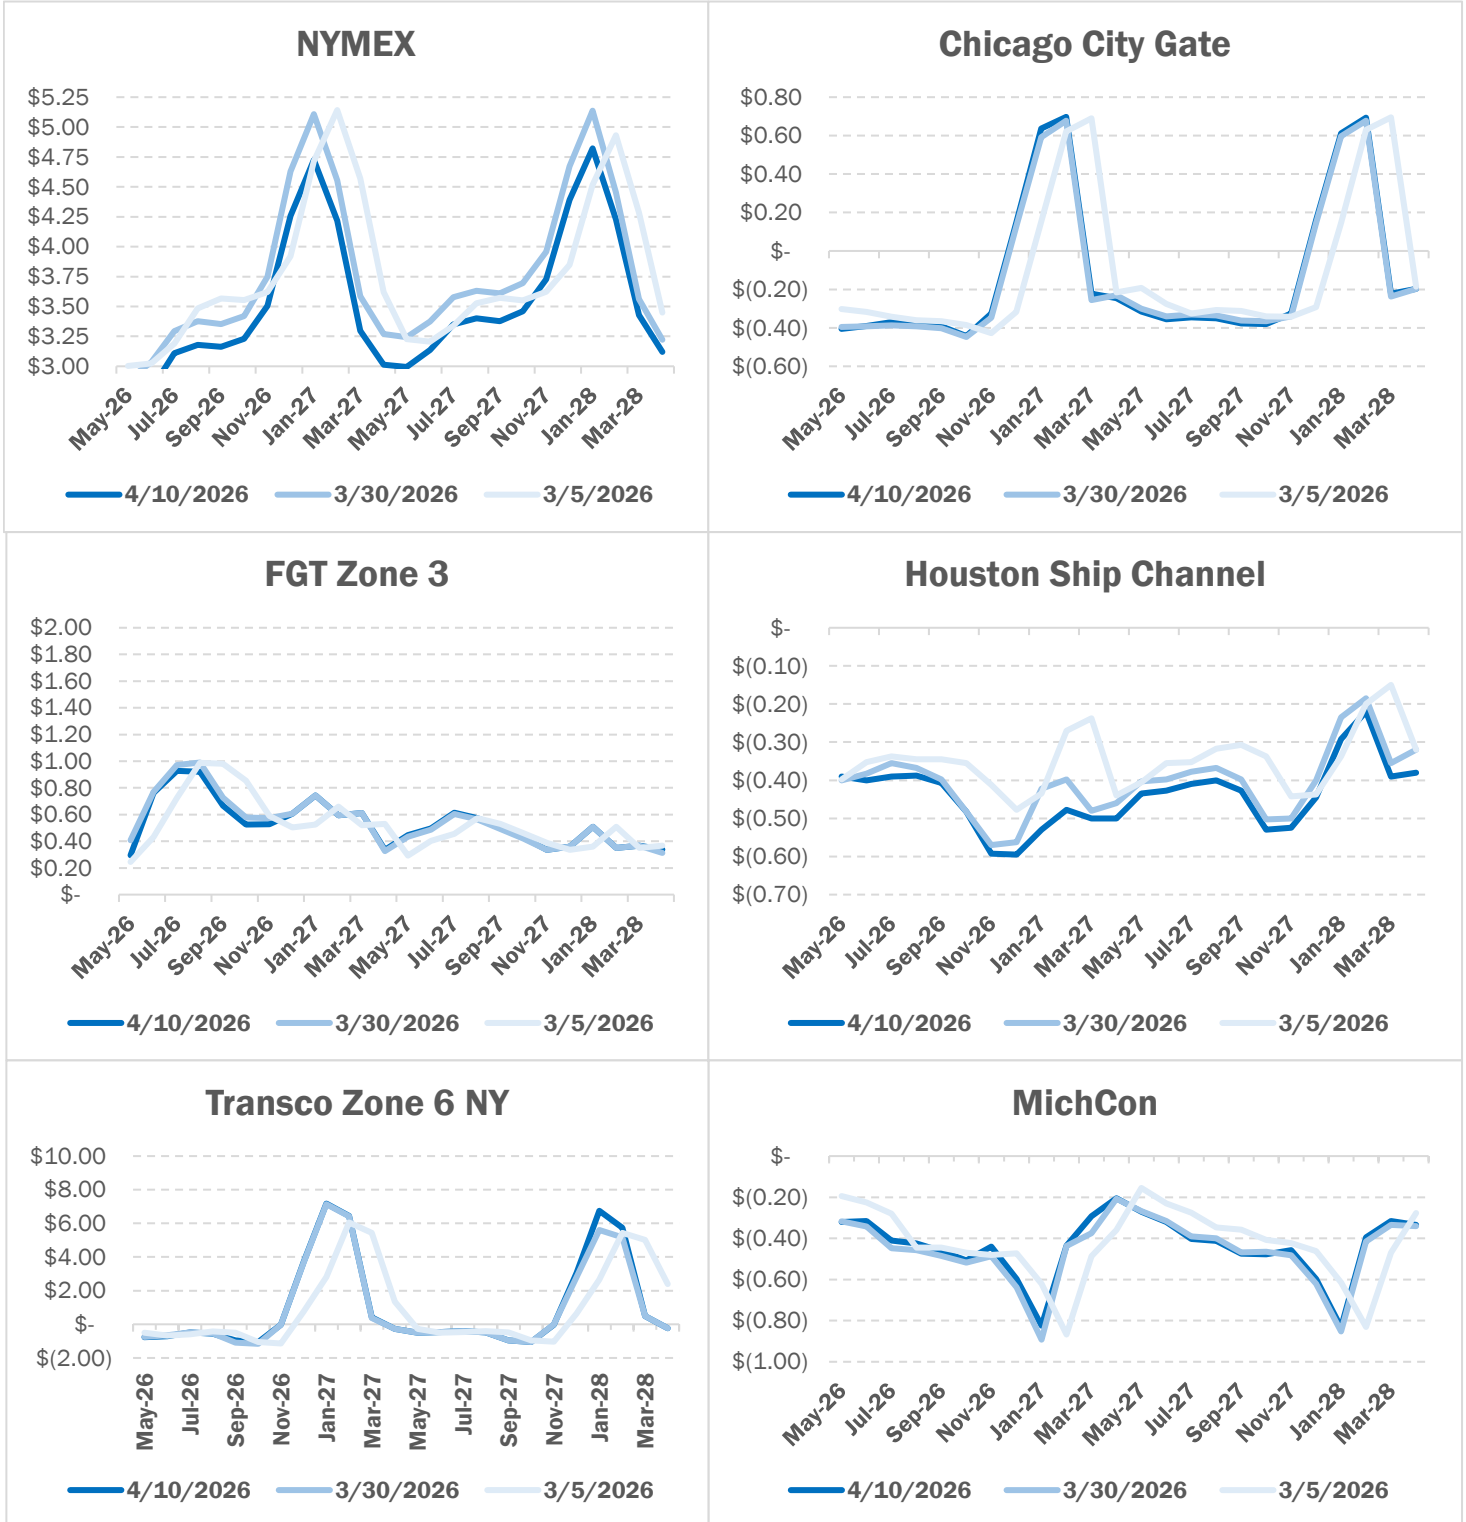 NYMEX
$5.25
$5.00
$4.75
$4.50
$4.25
$4.00
$3.75
$3.50
$3.25
$3.00
May-26 Jul-26 Sep-26 Nov-26 Jan-27 Mar-27 May-27 Jul-27 Sep-27 Nov-27 Jan-28 Mar-28
4/10/2026 3/30/2026 3/5/2026
Chicago City Gate
$0.80
$0.60
$0.40
$0.20
$-
$(0.20)
$(0.40)
$(0.60)
May-26 Jul-26 Sep-26 Nov-26 Jan-27 Mar-27 May-27 Jul-27 Sep-27 Nov-27 Jan-28 Mar-28
4/10/2026 3/30/2026 3/5/2026
FGT Zone 3
$2.00
$1.80
$1.60
$1.40
$1.20
$1.00
$0.80
$0.60
$0.40
$0.20
$-
May-26 Jul-26 Sep-26 Nov-26 Jan-27 Mar-27 May-27 Jul-27 Sep-27 Nov-27 Jan-28 Mar-28
4/10/2026 3/30/2026 3/5/2026
Houston Ship Channel
$-
$(0.10)
$(0.20)
$(0.30)
$(0.40)
$(0.50)
$(0.60)
$(0.70)
May-26 Jul-26 Sep-26 Nov-26 Jan-27 Mar-27 May-27 Jul-27 Sep-27 Nov-27 Jan-28 Mar-28
4/10/2026 3/30/2026 3/5/2026
Transco Zone 6 NY
$10.00
$8.00
$6.00
$4.00
$2.00
$-
$(2.00)
May-26 Jul-26 Sep-26 Nov-26 Jan-27 Mar-27 May-27 Jul-27 Sep-27 Nov-27 Jan-28 Mar-28
4/10/2026 3/30/2026 3/5/2026
MichCon
$-
$(0.20)
$(0.40)
$(0.60)
$(0.80)
$(1.00)
May-26 Jul-26 Sep-26 Nov-26 Jan-27 Mar-27 May-27 Jul-27 Sep-27 Nov-27 Jan-28 Mar-28
4/10/2026 3/30/2026 3/5/2026